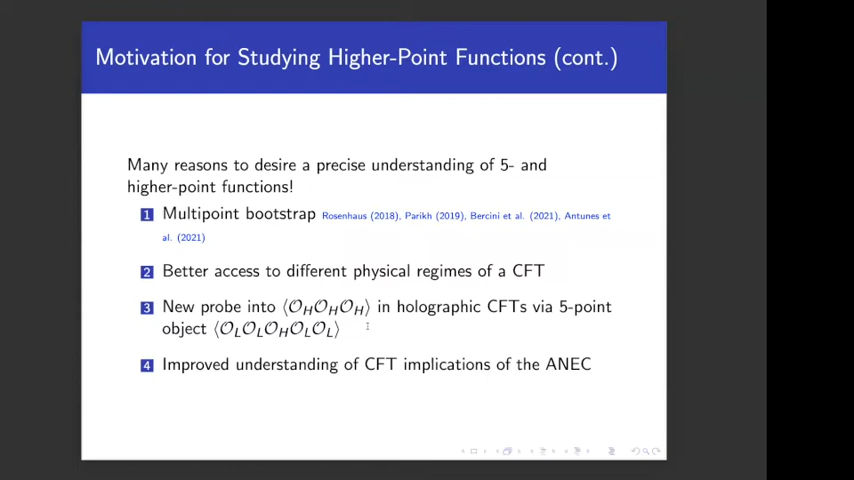 Motivation for Studying Higher-Point Functions (cont.)
Many reasons to desire a precise understanding of 5- and
higher-point functions!
1 Multipoint bootstrap Rosenhaus (2018), Parikh (2019), Bercini et al. (2021), Antunes et
al. (2021)
2 Better access to different physical regimes of a CFT
3 New probe into ⟨𝒪_H𝒪_H𝒪_H⟩ in holographic CFTs via 5-point
object ⟨𝒪_L𝒪_L𝒪_H𝒪_L𝒪_L⟩
4 Improved understanding of CFT implications of the ANEC